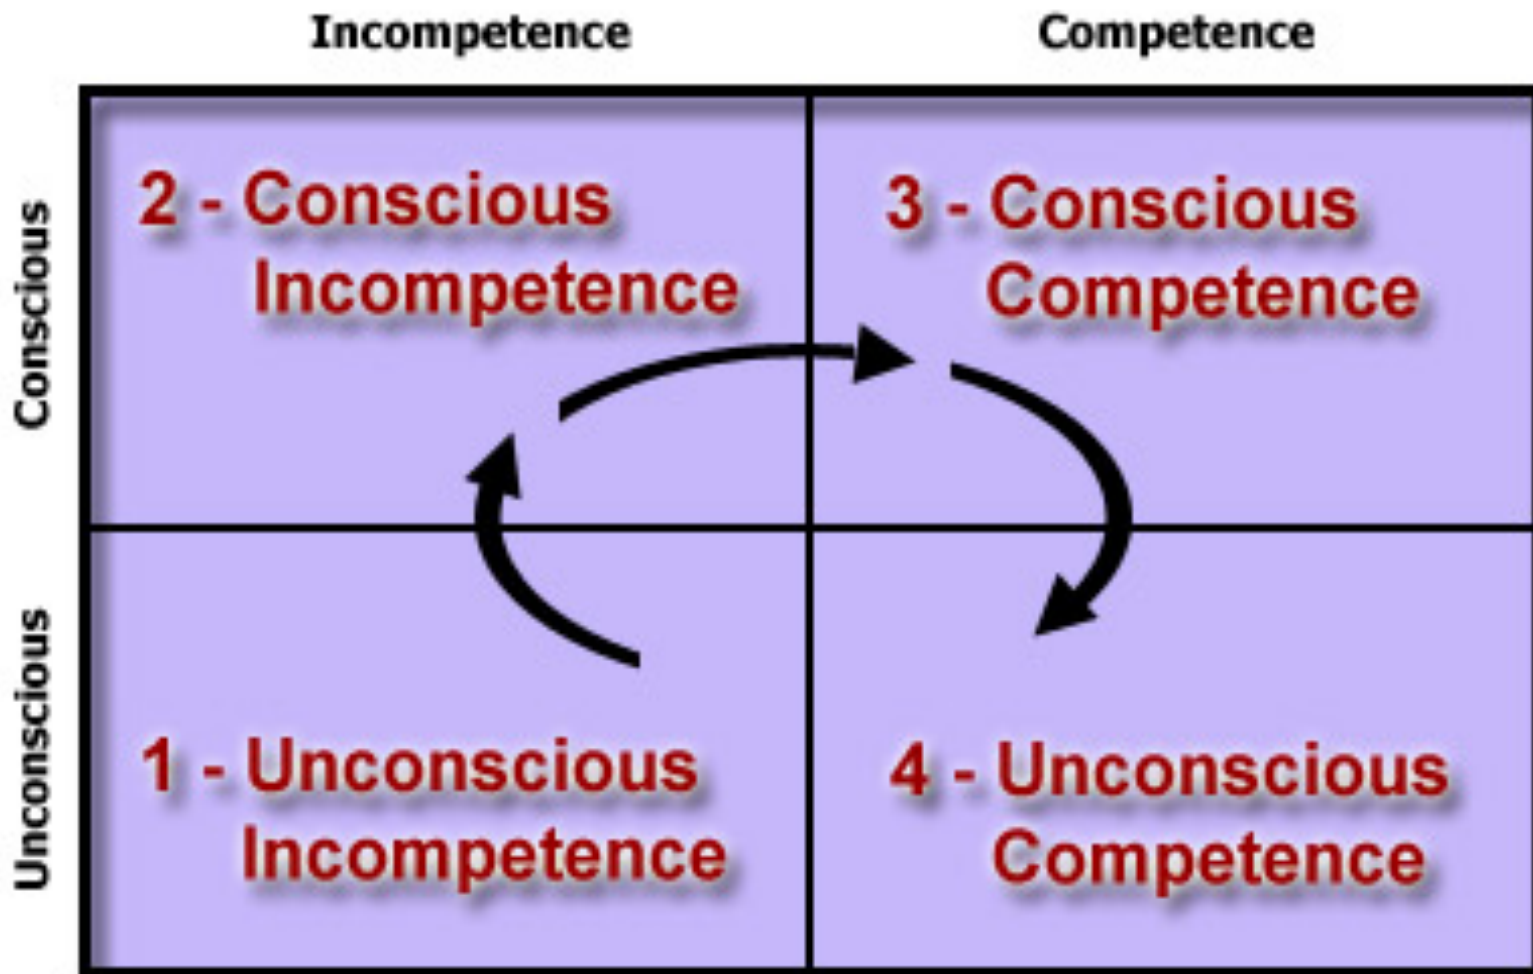 Incompetence
Competence
Conscious
2 - Conscious
Incompetence
3 - Conscious
Competence
Unconscious
1 - Unconscious
Incompetence
4 - Unconscious
Competence